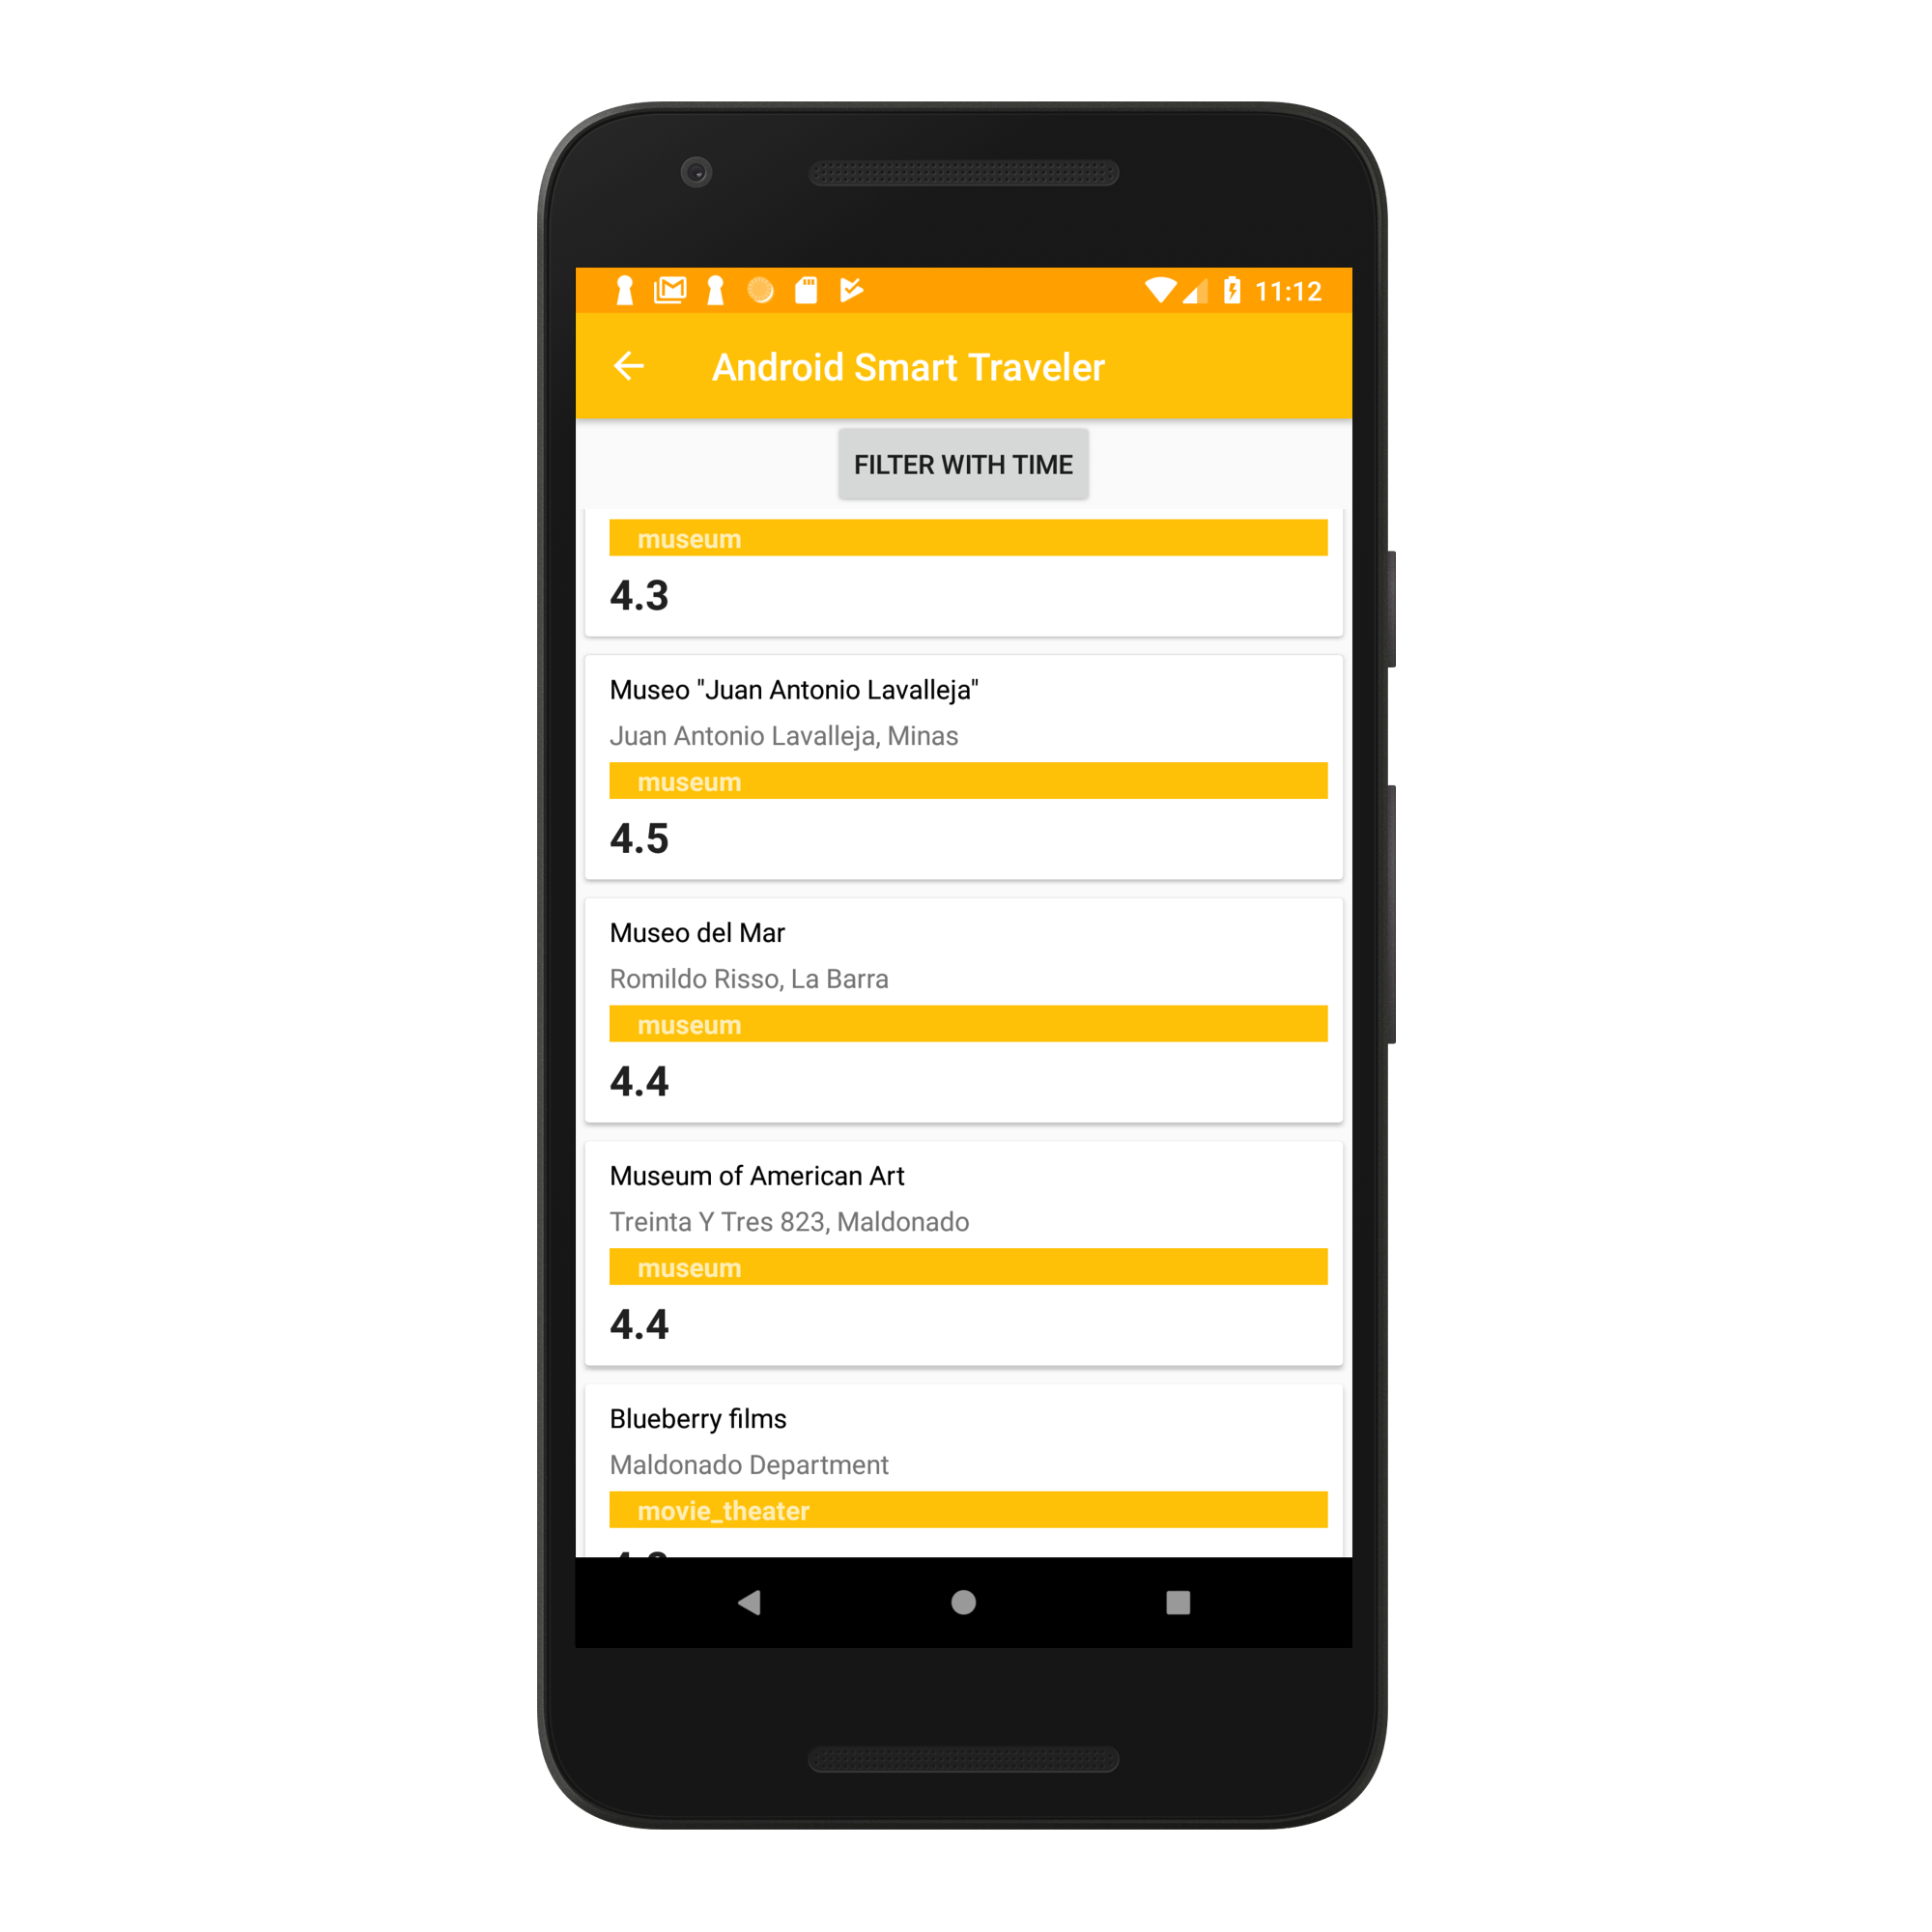 11:12
Android Smart Traveler
FILTER WITH TIME
museum
4.3
Museo "Juan Antonio Lavalleja"
Juan Antonio Lavalleja, Minas
museum
4.5
Museo del Mar
Romildo Risso, La Barra
museum
4.4
Museum of American Art
Treinta Y Tres 823, Maldonado
museum
4.4
Blueberry films
Maldonado Department
movie_theater